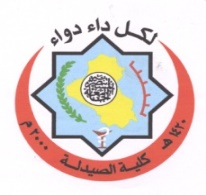 لكل داء دواء
١٤٢٠ هـ
كلية الصيدلة
٢٠٠٠ م